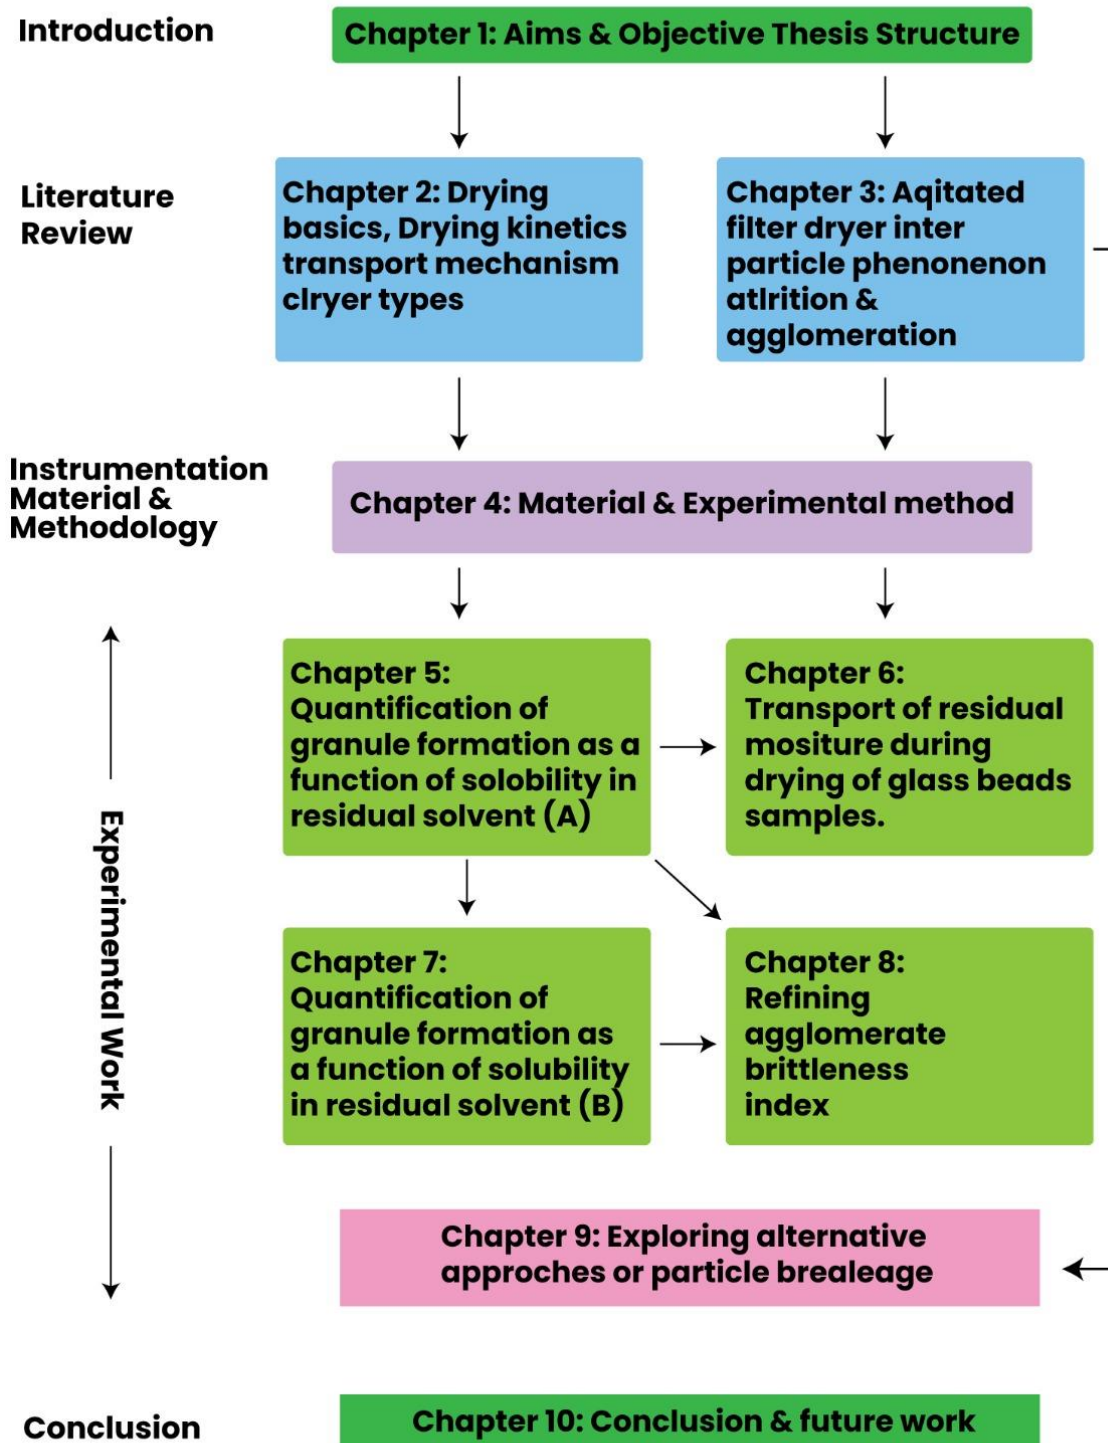 Introduction
Chapter 1: Aims & Objective Thesis Structure
Literature
Review
Chapter 2: Drying
basics, Drying kinetics
transport mechanism
clryer types
Chapter 3: Aqitated
filter dryer inter
particle phenonenon
atlrition &
agglomeration
Instrumentation
Material &
Methodology
Chapter 4: Material & Experimental method
Experimental Work
Chapter 5:
Quantification of
granule formation as a
function of solobility in
residual solvent (A)
Chapter 6:
Transport of residual
mositure during
drying of glass beads
samples.
Chapter 7:
Quantification of
granule formation as
a function of solubility
in residual solvent (B)
Chapter 8:
Refining
agglomerate
brittleness
index
Chapter 9: Exploring alternative
approches or particle brealeage
Conclusion
Chapter 10: Conclusion & future work